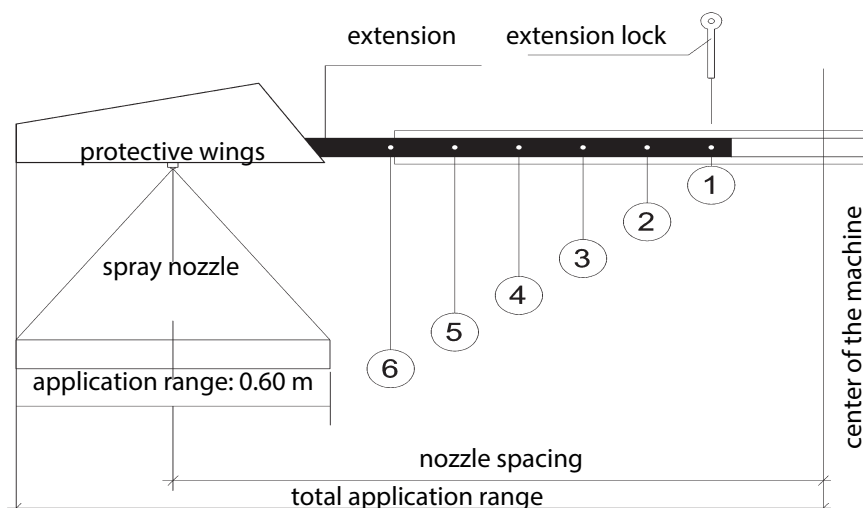 extension
extension lock
protective wings
1
2
3
4
5
6
spray nozzle
application range: 0.60 m
center of the machine
nozzle spacing
total application range